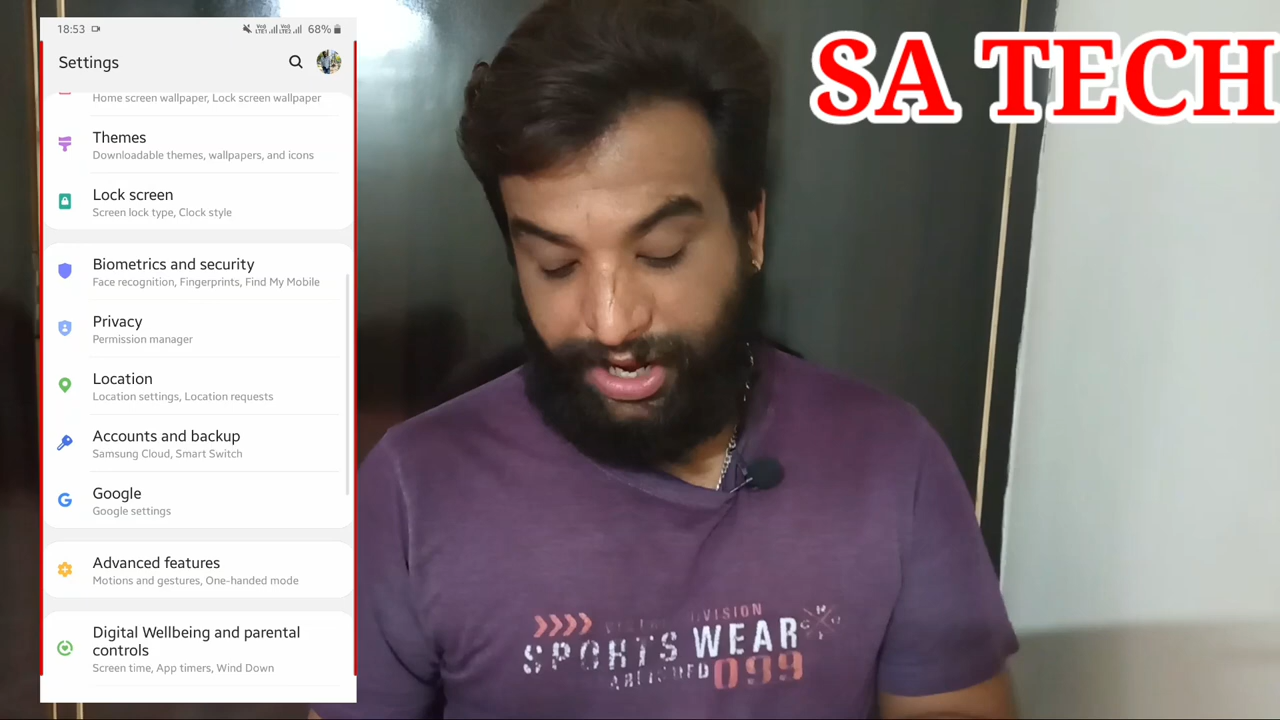 18:53
68%
Settings
Home screen wallpaper, Lock screen wallpaper
Themes
Downloadable themes, wallpapers, and icons
Lock screen
Screen lock type, Clock style
Biometrics and security
Face recognition, Fingerprints, Find My Mobile
Privacy
Permission manager
Location
Location settings, Location requests
Accounts and backup
Samsung Cloud, Smart Switch
Google
Google settings
Advanced features
Motions and gestures, One-handed mode
Digital Wellbeing and parental
controls
Screen time, App timers, Wind Down
SA TECH
SPORTS WEAR
099